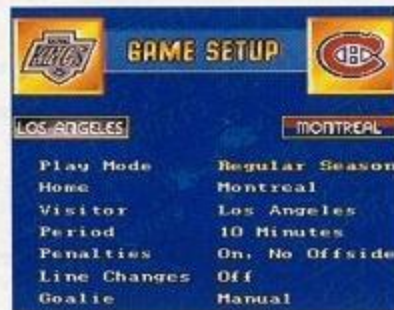 KINGS
GAME SETUP
LOS ANGELES
MONTREAL
Play Mode Regular Season
Home Montreal
Visitor Los Angeles
Period 10 Minutes
Penalties On, No Offside
Line Changes Off
Goalie Manual